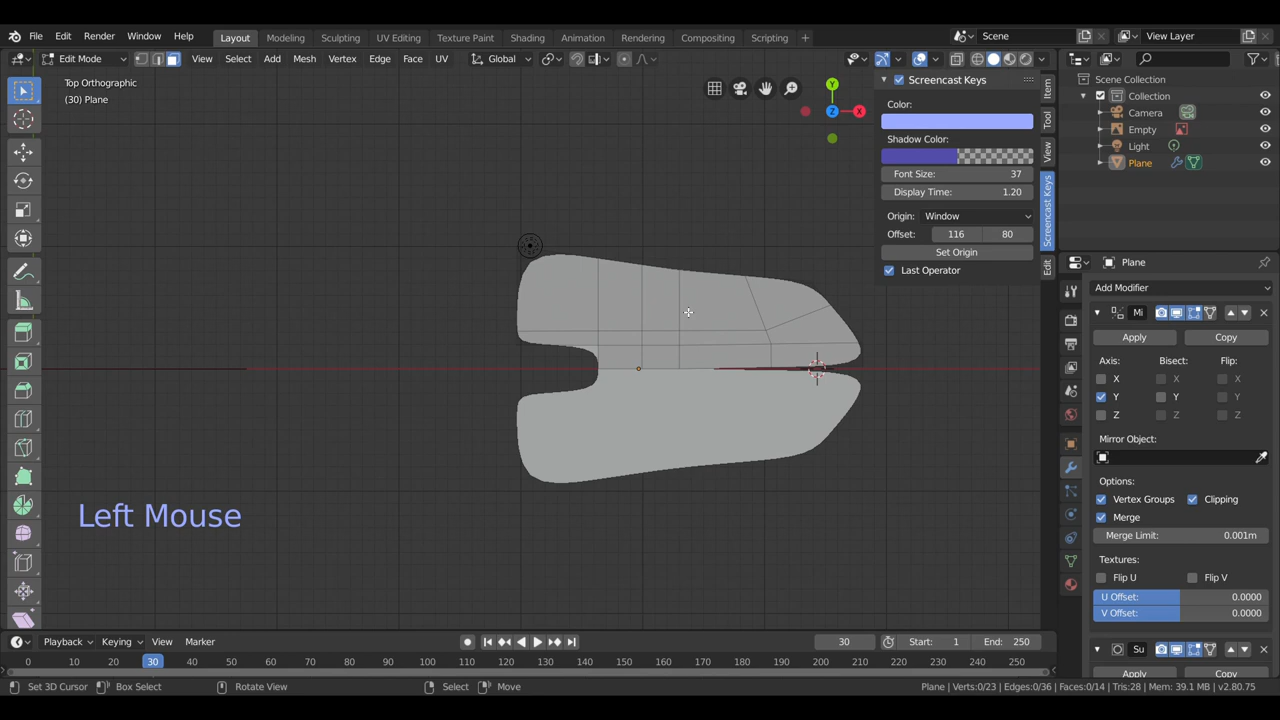 File Edit Render Window Help Layout Modeling Sculpting UV Editing Texture Paint Shading Animation Rendering Compositing Scripting + Scene View Layer
Edit Mode View Select Add Mesh Vertex Edge Face UV Global
Top Orthographic
(30) Plane
Screencast Keys
Color:
Shadow Color:
Font Size: 37
Display Time: 1.20
Origin: Window
Offset: 116 80
Set Origin
Last Operator
Item
Tool
View
Screencast Keys
Edit
X
Y
Z
Scene Collection
Collection
Camera
Empty
Light
Plane
Plane
Add Modifier
Mi
Apply Copy
Axis: Bisect: Flip:
X X X
Y Y Y
Z Z Z
Mirror Object:
Options:
Vertex Groups Clipping
Merge
Merge Limit: 0.001m
Textures:
Flip U Flip V
U Offset: 0.0000
V Offset: 0.0000
Su
Apply Copy
Left Mouse
Playback Keying View Marker 30 Start: 1 End: 250
0 10 20 30 40 50 60 70 80 90 100 110 120 130 140 150 160 170 180 190 200 210 220 230 240 250
Set 3D Cursor Box Select Rotate View Select Move Plane | Verts:0/23 | Edges:0/36 | Faces:0/14 | Tris:28 | Mem: 39.1 MB | v2.80.75